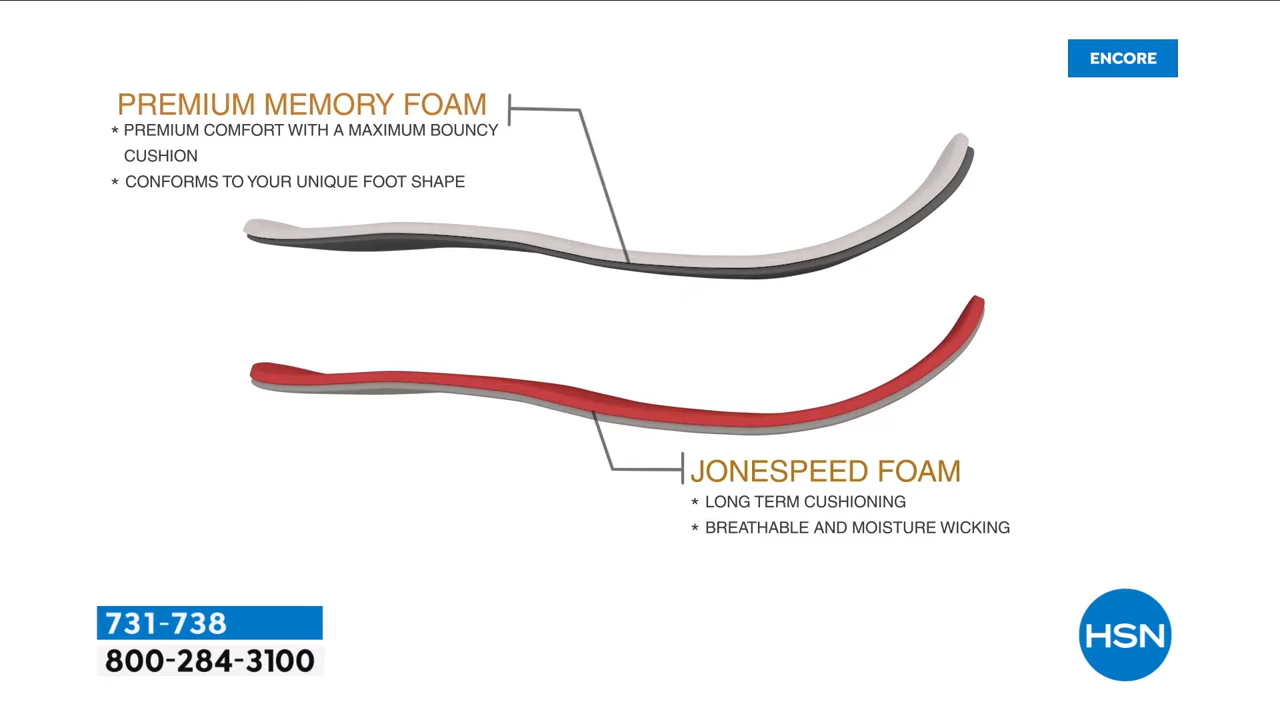 ENCORE
PREMIUM MEMORY FOAM
* PREMIUM COMFORT WITH A MAXIMUM BOUNCY
CUSHION
* CONFORMS TO YOUR UNIQUE FOOT SHAPE
JONESPEED FOAM
* LONG TERM CUSHIONING
* BREATHABLE AND MOISTURE WICKING
731-738
800-284-3100
HSN